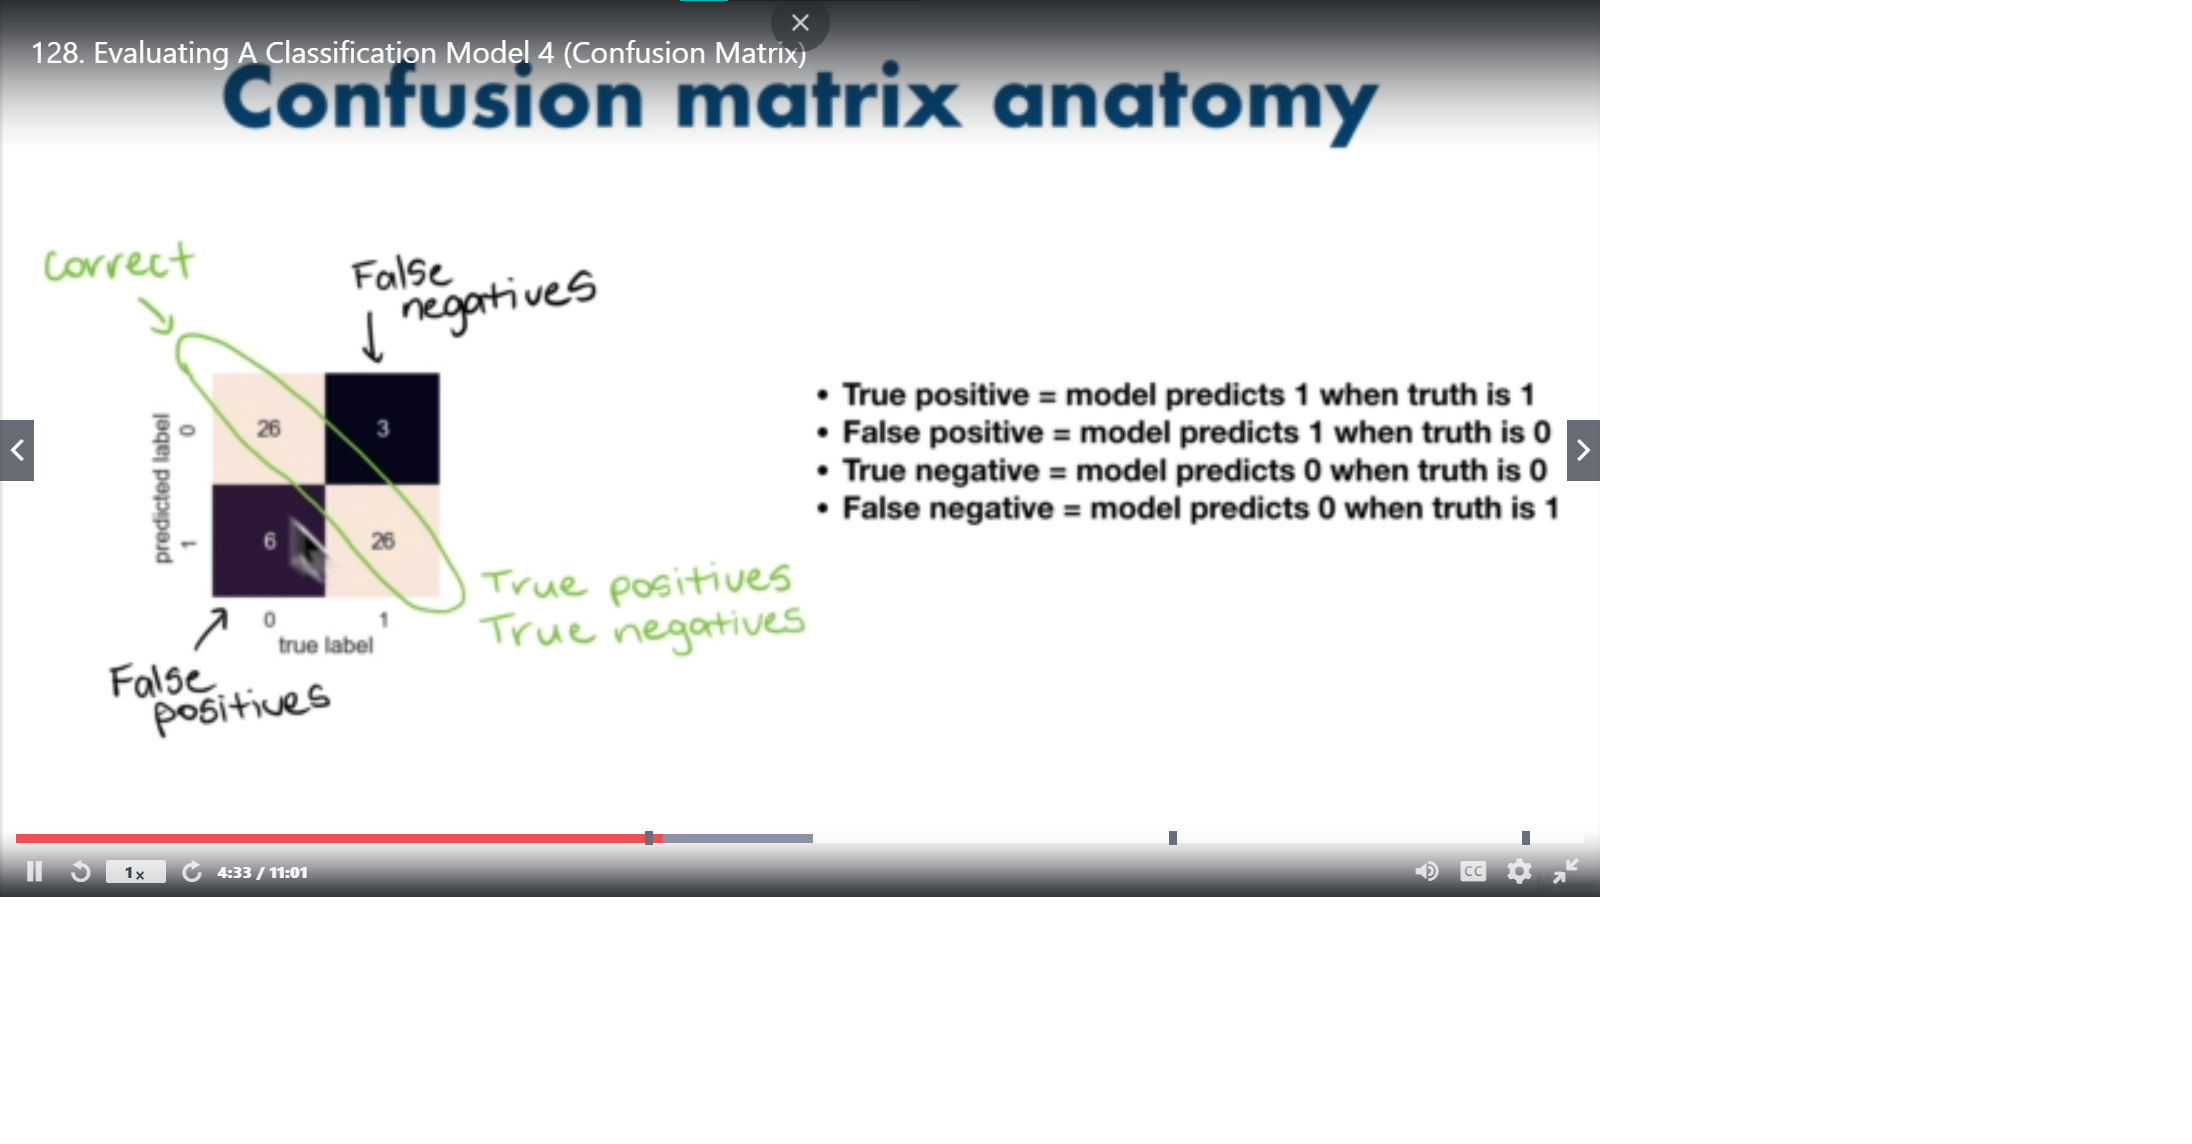 128. Evaluating A Classification Model 4 (Confusion Matrix)
Confusion matrix anatomy
correct
False
negatives
• True positive = model predicts 1 when truth is 1
• False positive = model predicts 1 when truth is 0
• True negative = model predicts 0 when truth is 0
• False negative = model predicts 0 when truth is 1
predicted label
0
1
26
3
6
26
0
1
true label
True positives
True negatives
False
positives
1x
4:33 / 11:01
CC